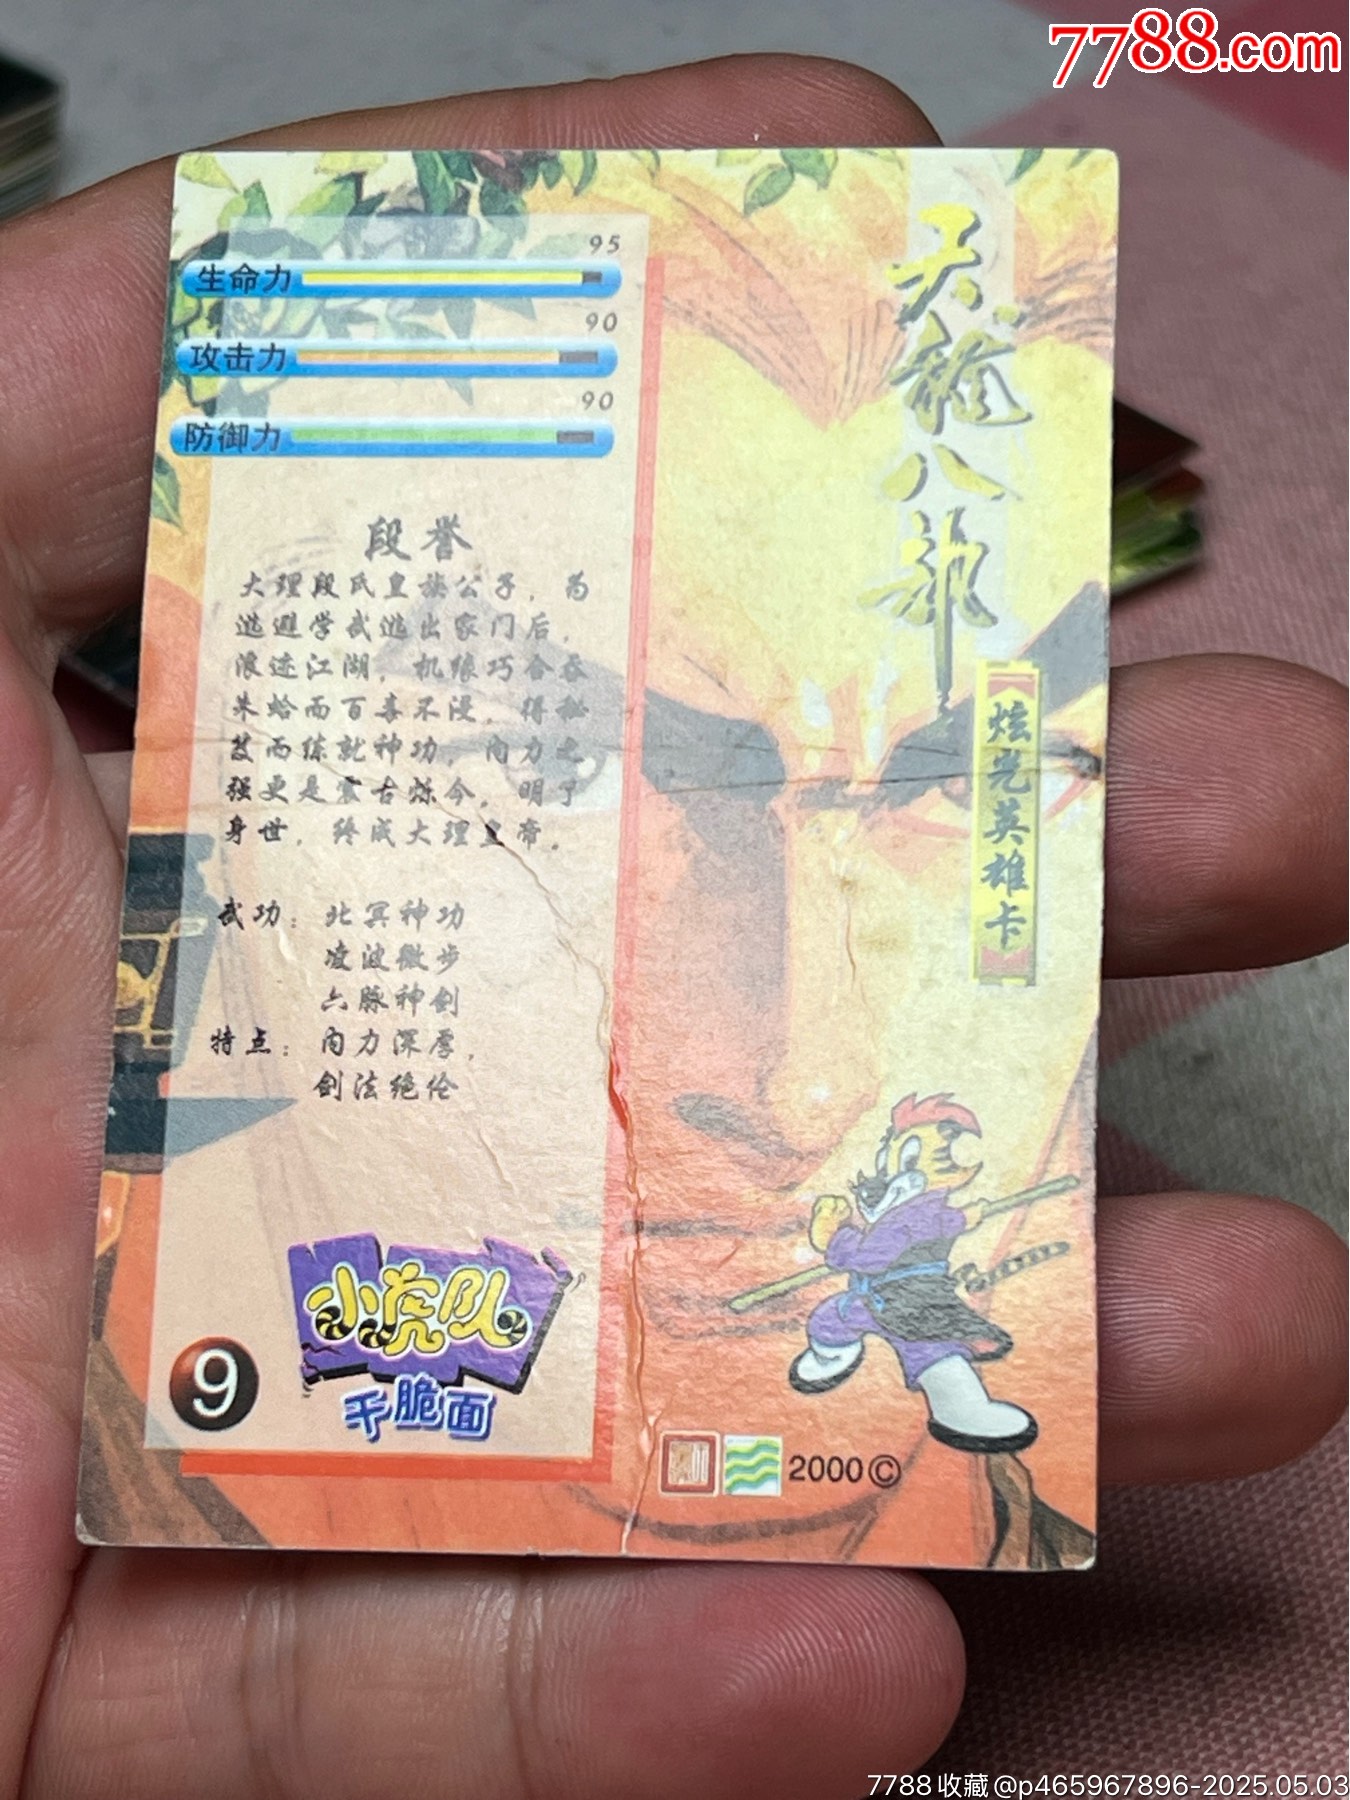 7788.com
95
生命力
90
攻击力
90
防御力
天龍八部
炫光英雄卡
段誉
大理段氏皇族公子，为
逃避学武逃出家门后，
浪迹江湖，机缘巧合吞
朱蛤而百毒不浸，得秘
笈而练就神功，内力之
强更是震古烁今，明了
身世，终成大理皇帝。
武功：北冥神功
凌波微步
六脉神剑
特点：内力深厚，
剑法绝伦
小虎队
干脆面
9
2000©
7788收藏@p465967896-2025.05.03